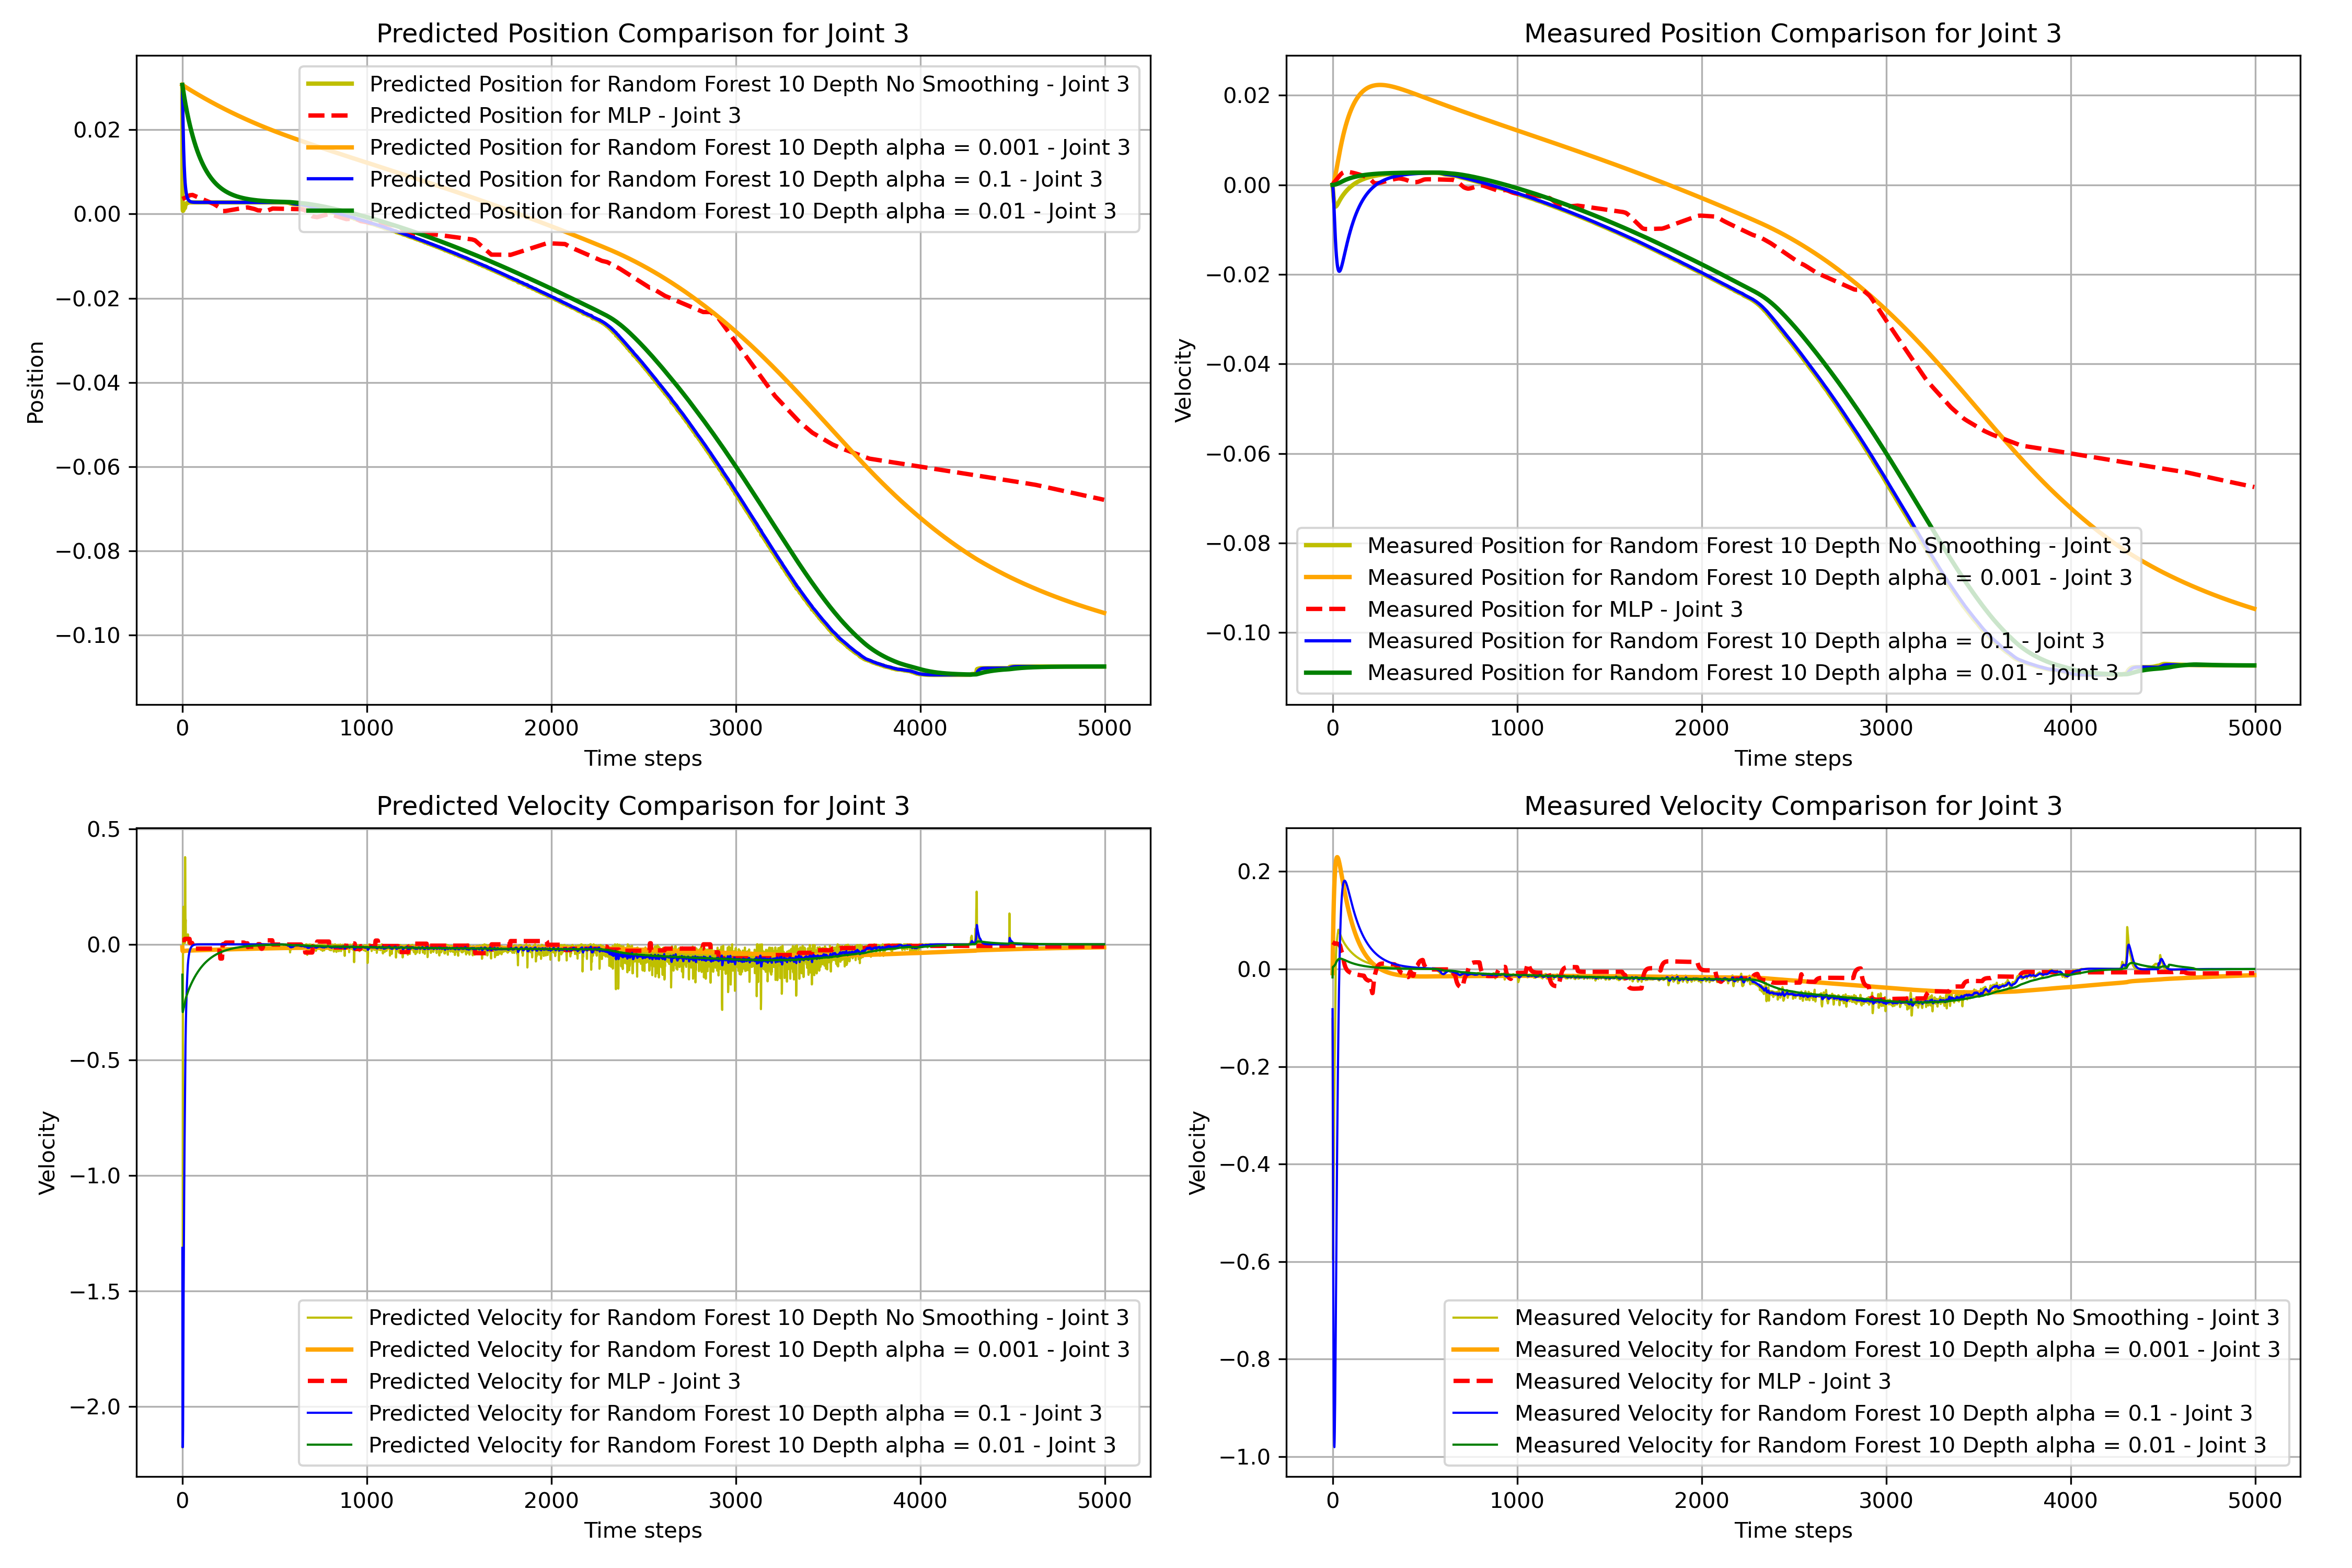 Predicted Position Comparison for Joint 3
Position
0.02
0.00
−0.02
−0.04
−0.06
−0.08
−0.10
Predicted Position for Random Forest 10 Depth No Smoothing - Joint 3
Predicted Position for MLP - Joint 3
Predicted Position for Random Forest 10 Depth alpha = 0.001 - Joint 3
Predicted Position for Random Forest 10 Depth alpha = 0.1 - Joint 3
Predicted Position for Random Forest 10 Depth alpha = 0.01 - Joint 3
0 1000 2000 3000 4000 5000
Time steps
Measured Position Comparison for Joint 3
Velocity
0.02
0.00
−0.02
−0.04
−0.06
−0.08
−0.10
Measured Position for Random Forest 10 Depth No Smoothing - Joint 3
Measured Position for Random Forest 10 Depth alpha = 0.001 - Joint 3
Measured Position for MLP - Joint 3
Measured Position for Random Forest 10 Depth alpha = 0.1 - Joint 3
Measured Position for Random Forest 10 Depth alpha = 0.01 - Joint 3
0 1000 2000 3000 4000 5000
Time steps
Predicted Velocity Comparison for Joint 3
Velocity
0.5
0.0
−0.5
−1.0
−1.5
−2.0
Predicted Velocity for Random Forest 10 Depth No Smoothing - Joint 3
Predicted Velocity for Random Forest 10 Depth alpha = 0.001 - Joint 3
Predicted Velocity for MLP - Joint 3
Predicted Velocity for Random Forest 10 Depth alpha = 0.1 - Joint 3
Predicted Velocity for Random Forest 10 Depth alpha = 0.01 - Joint 3
0 1000 2000 3000 4000 5000
Time steps
Measured Velocity Comparison for Joint 3
Velocity
0.2
0.0
−0.2
−0.4
−0.6
−0.8
−1.0
Measured Velocity for Random Forest 10 Depth No Smoothing - Joint 3
Measured Velocity for Random Forest 10 Depth alpha = 0.001 - Joint 3
Measured Velocity for MLP - Joint 3
Measured Velocity for Random Forest 10 Depth alpha = 0.1 - Joint 3
Measured Velocity for Random Forest 10 Depth alpha = 0.01 - Joint 3
0 1000 2000 3000 4000 5000
Time steps